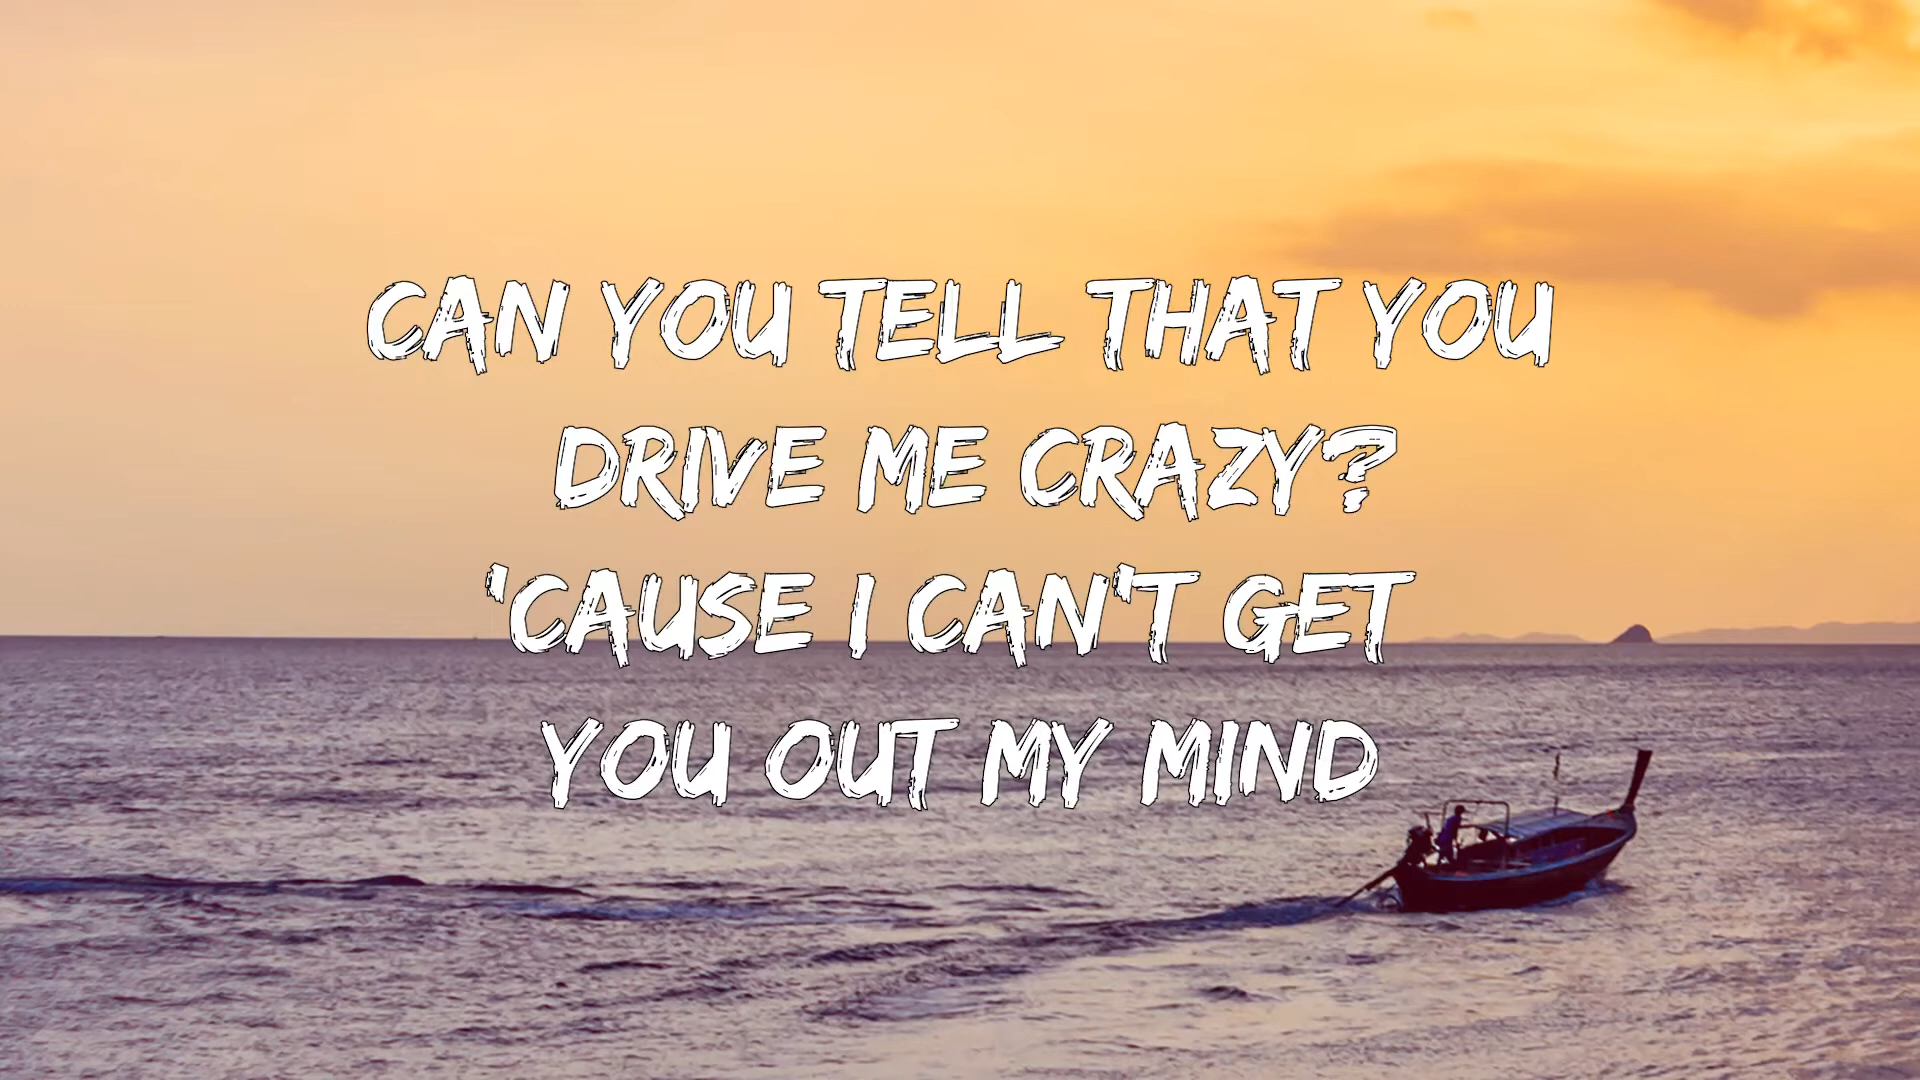 CAN YOU TELL THAT YOU
DRIVE ME CRAZY?
'CAUSE I CAN'T GET
YOU OUT MY MIND